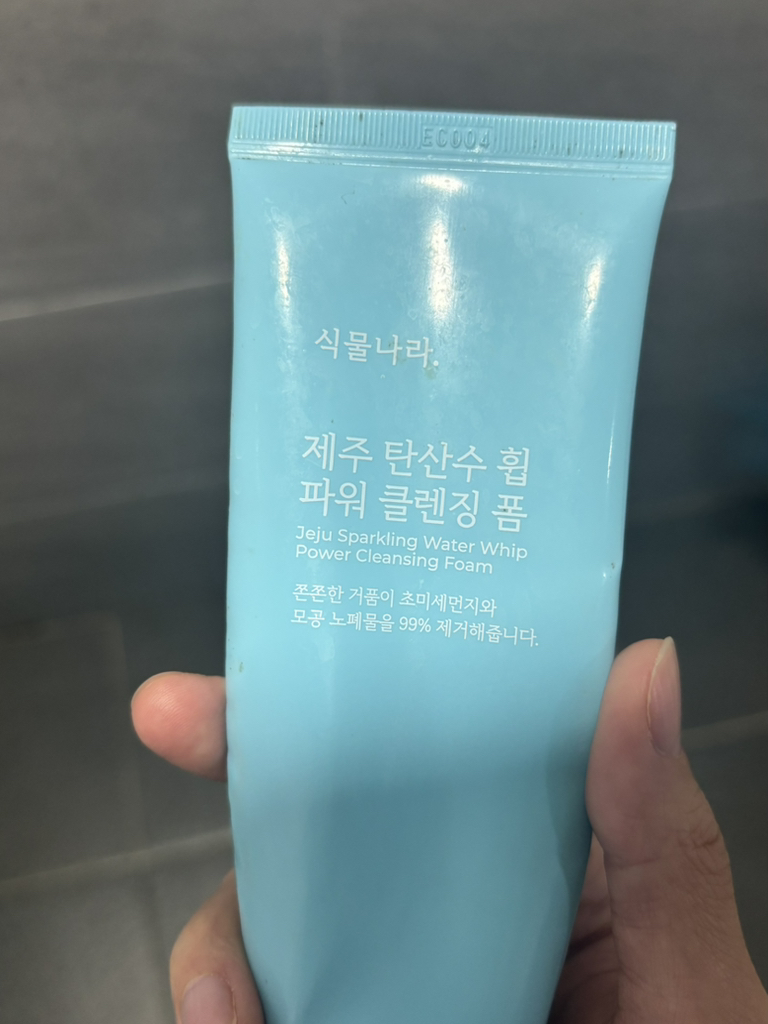 EC004
식물나라.
제주 탄산수 휩
파워 클렌징 폼
Jeju Sparkling Water Whip
Power Cleansing Foam
쫀쫀한 거품이 초미세먼지와
모공 노폐물을 99% 제거해줍니다.